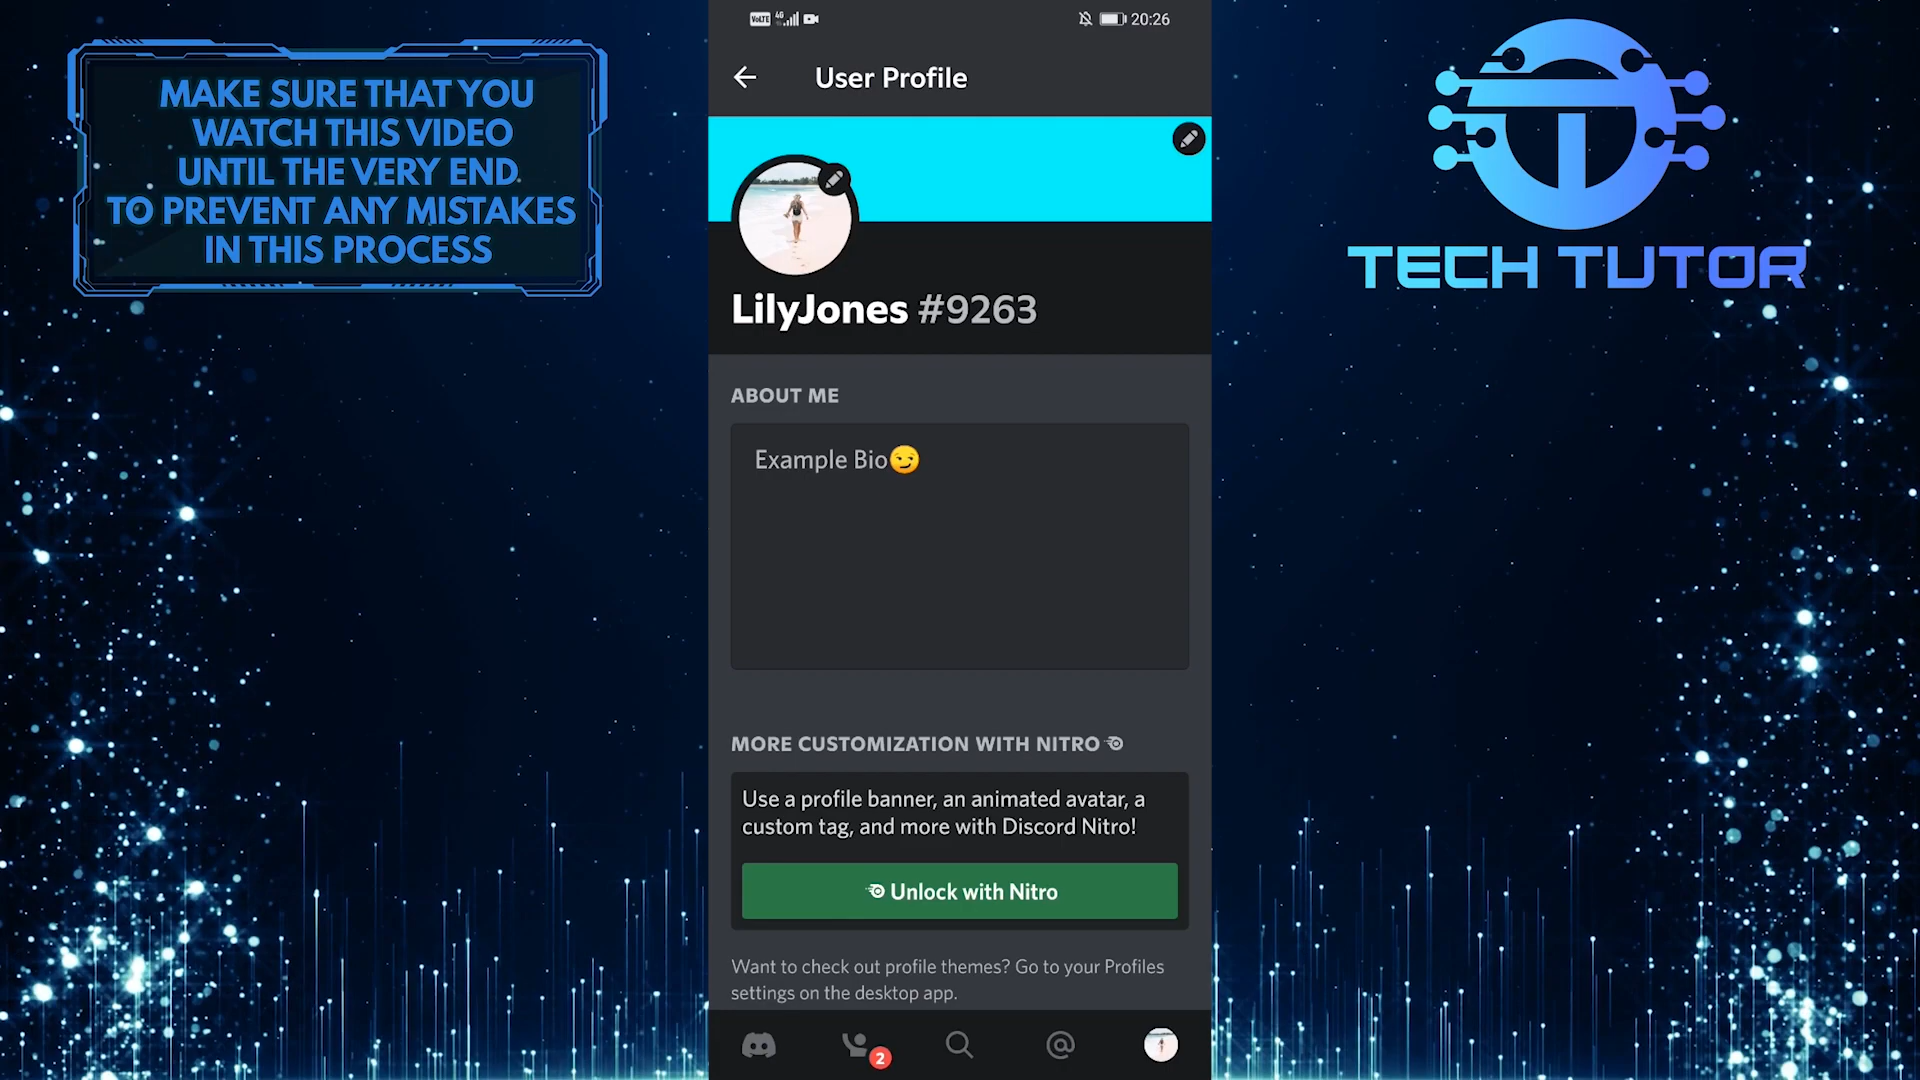 MAKE SURE THAT YOU
WATCH THIS VIDEO
UNTIL THE VERY END
TO PREVENT ANY MISTAKES
IN THIS PROCESS
VoLTE 4G 20:26
User Profile
LilyJones #9263
ABOUT ME
Example Bio😏
MORE CUSTOMIZATION WITH NITRO
Use a profile banner, an animated avatar, a
custom tag, and more with Discord Nitro!
Unlock with Nitro
Want to check out profile themes? Go to your Profiles
settings on the desktop app.
2
TECH TUTOR